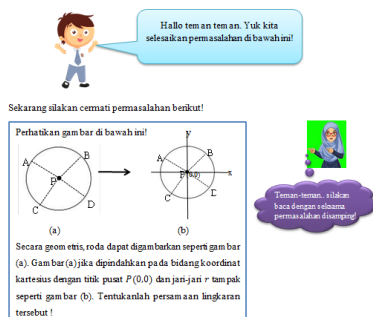 Hallo teman teman. Yuk kita
selesaikan permasalahan di bawah ini!
Sekarang silakan cermati permasalahan berikut!
Perhatikan gambar di bawah ini!
A
B
P
C
D
(a)
y
A
B
P
(0,0)
x
C
(b)
Teman-teman.. silakan
baca dengan seksama
permasalahan disamping!
Secara geometris, roda dapat digambarkan seperti gambar
(a). Gambar (a) jika dipindahkan pada bidang koordinat
kartesius dengan titik pusat P(0,0) dan jari-jari r tampak
seperti gambar (b). Tentukanlah persamaan lingkaran
tersebut !